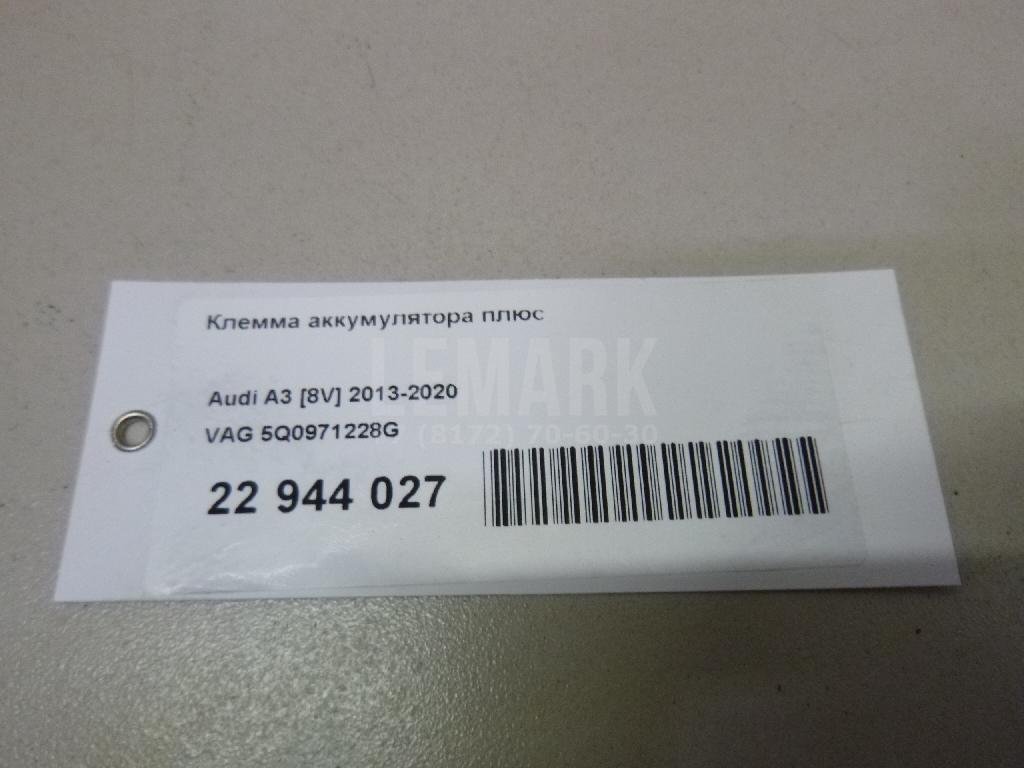 Клемма аккумулятора плюс
LEMARK
Audi A3 [8V] 2013-2020
VAG 5Q0971228G
(8172) 70-60-30
22 944 027